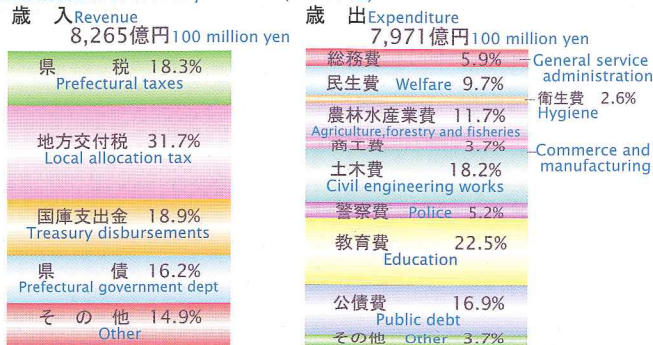 歳 入Revenue
8,265億円100 million yen
県 税 18.3%
Prefectural taxes
地方交付税 31.7%
Local allocation tax
国庫支出金 18.9%
Treasury disbursements
県 債 16.2%
Prefectural government dept
そ の 他 14.9%
Other
歳 出Expenditure
7,971億円100 million yen
総務費 5.9%
General service
administration
民生費 Welfare 9.7%
衛生費 2.6%
Hygiene
農林水産業費 11.7%
Agriculture,forestry and fisheries
商工費 3.7%
Commerce and
manufacturing
土木費 18.2%
Civil engineering works
警察費 Police 5.2%
教育費 22.5%
Education
公債費 16.9%
Public debt
その他 Other 3.7%